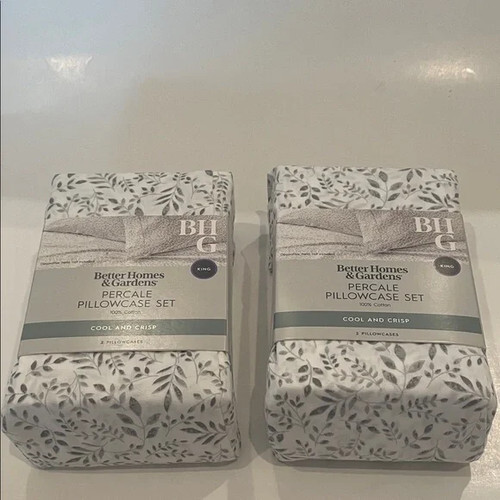 BH
G
KING
Better Homes
& Gardens
PERCALE
PILLOWCASE SET
100% Cotton
COOL AND CRISP
2 PILLOWCASES
BH
G
KING
Better Homes
& Gardens
PERCALE
PILLOWCASE SET
100% Cotton
COOL AND CRISP
2 PILLOWCASES